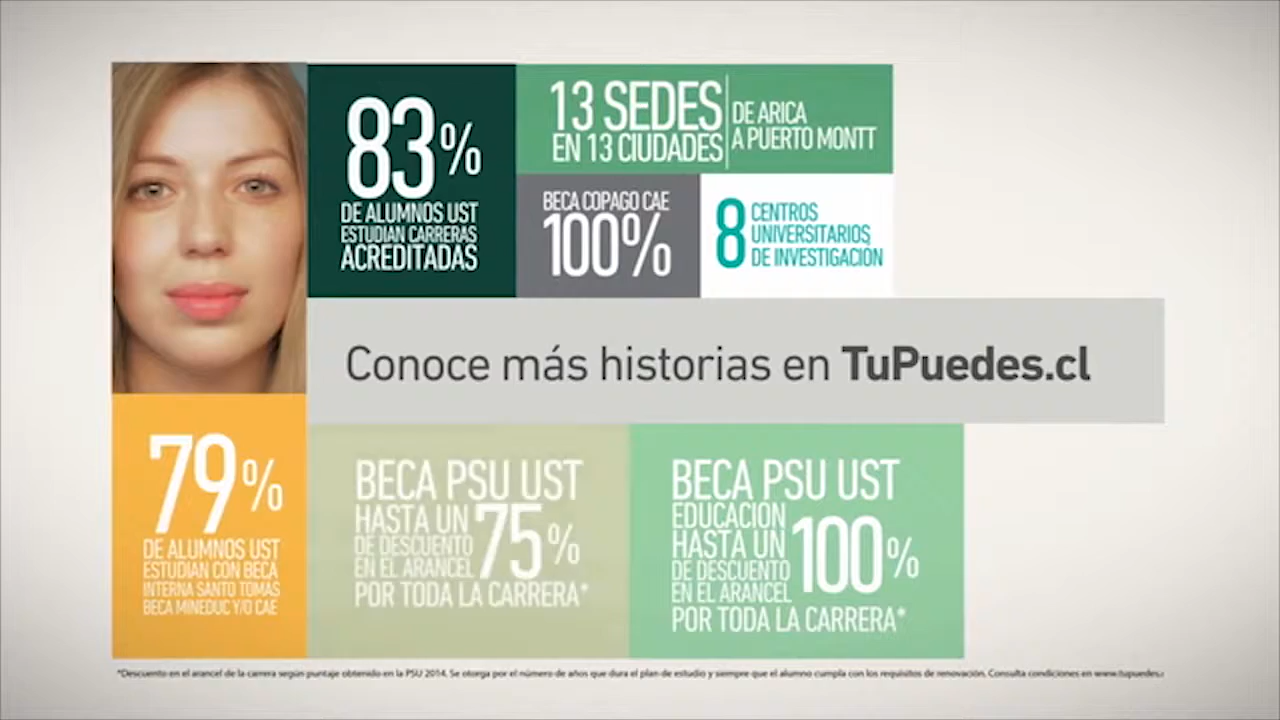 83%
DE ALUMNOS UST
ESTUDIAN CARRERAS
ACREDITADAS
13 SEDES
EN 13 CIUDADES
DE ARICA
A PUERTO MONTT
BECA COPAGO CAE
100%
8
CENTROS
UNIVERSITARIOS
DE INVESTIGACIÓN
Conoce más historias en TuPuedes.cl
79%
DE ALUMNOS UST
ESTUDIAN CON BECA
INTERNA SANTO TOMAS
BECA MINEDUC Y/O CAE
BECA PSU UST
HASTA UN
DE DESCUENTO
EN EL ARANCEL
75%
POR TODA LA CARRERA*
BECA PSU UST
EDUCACIÓN
HASTA UN
DE DESCUENTO
EN EL ARANCEL
100%
POR TODA LA CARRERA*
*Descuento en el arancel de la carrera según puntaje obtenido en la PSU 2014. Se otorga por el número de años que dura el plan de estudio y siempre que el alumno cumpla con los requisitos de renovación. Consulta condiciones en www.tupuedes.c